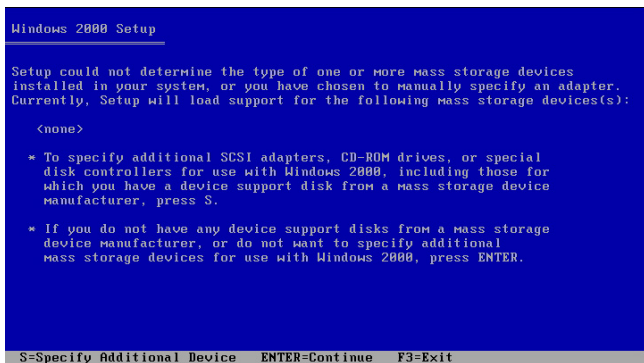 Windows 2000 Setup
Setup could not determine the type of one or more mass storage devices
installed in your system, or you have chosen to manually specify an adapter.
Currently, Setup will load support for the following mass storage devices(s):
<none>
* To specify additional SCSI adapters, CD-ROM drives, or special
disk controllers for use with Windows 2000, including those for
which you have a device support disk from a mass storage device
manufacturer, press S.
* If you do not have any device support disks from a mass storage
device manufacturer, or do not want to specify additional
mass storage devices for use with Windows 2000, press ENTER.
S=Specify Additional Device ENTER=Continue F3=Exit